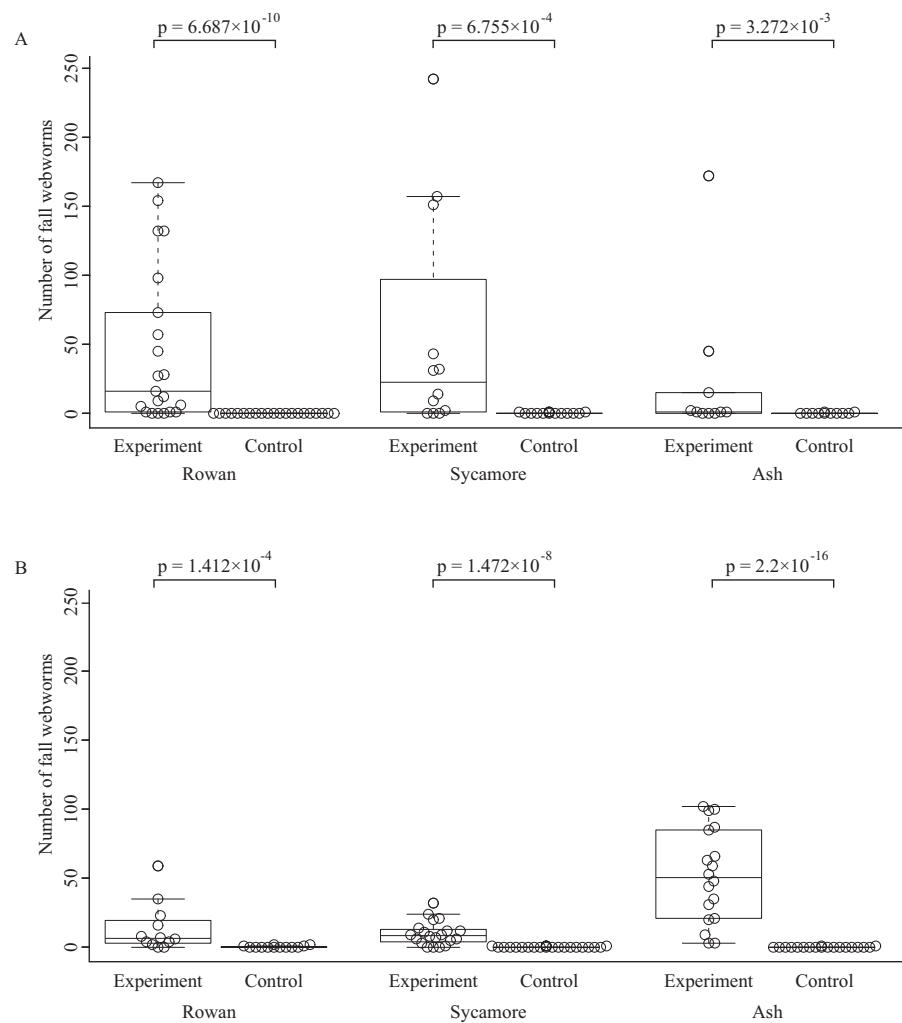 A
p = 6.687×10⁻¹⁰ p = 6.755×10⁻⁴ p = 3.272×10⁻³
Number of fall webworms
250
200
150
100
50
0
Experiment Control Experiment Control Experiment Control
Rowan Sycamore Ash
B
p = 1.412×10⁻⁴ p = 1.472×10⁻⁸ p = 2.2×10⁻¹⁶
Number of fall webworms
250
200
150
100
50
0
Experiment Control Experiment Control Experiment Control
Rowan Sycamore Ash